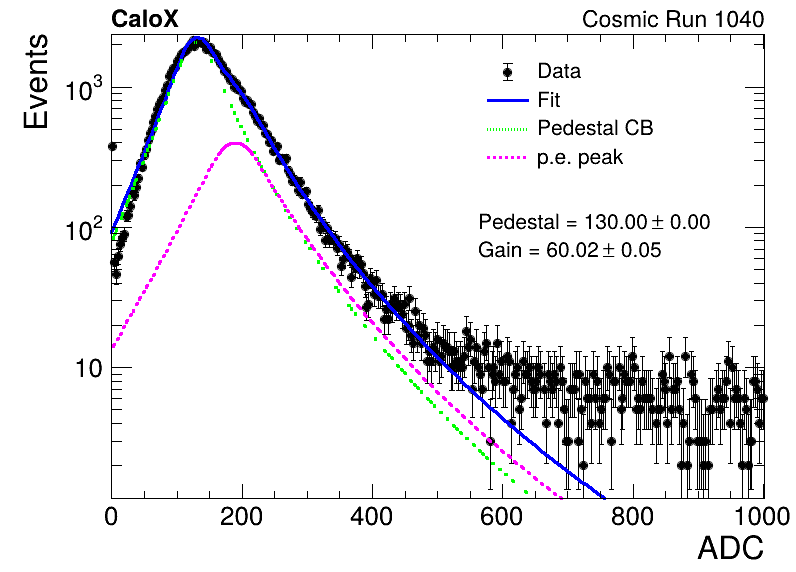 CaloX Cosmic Run 1040
Events
10³
10²
10
Data
Fit
Pedestal CB
p.e. peak
Pedestal = 130.00 ± 0.00
Gain = 60.02 ± 0.05
0 200 400 600 800 1000
ADC